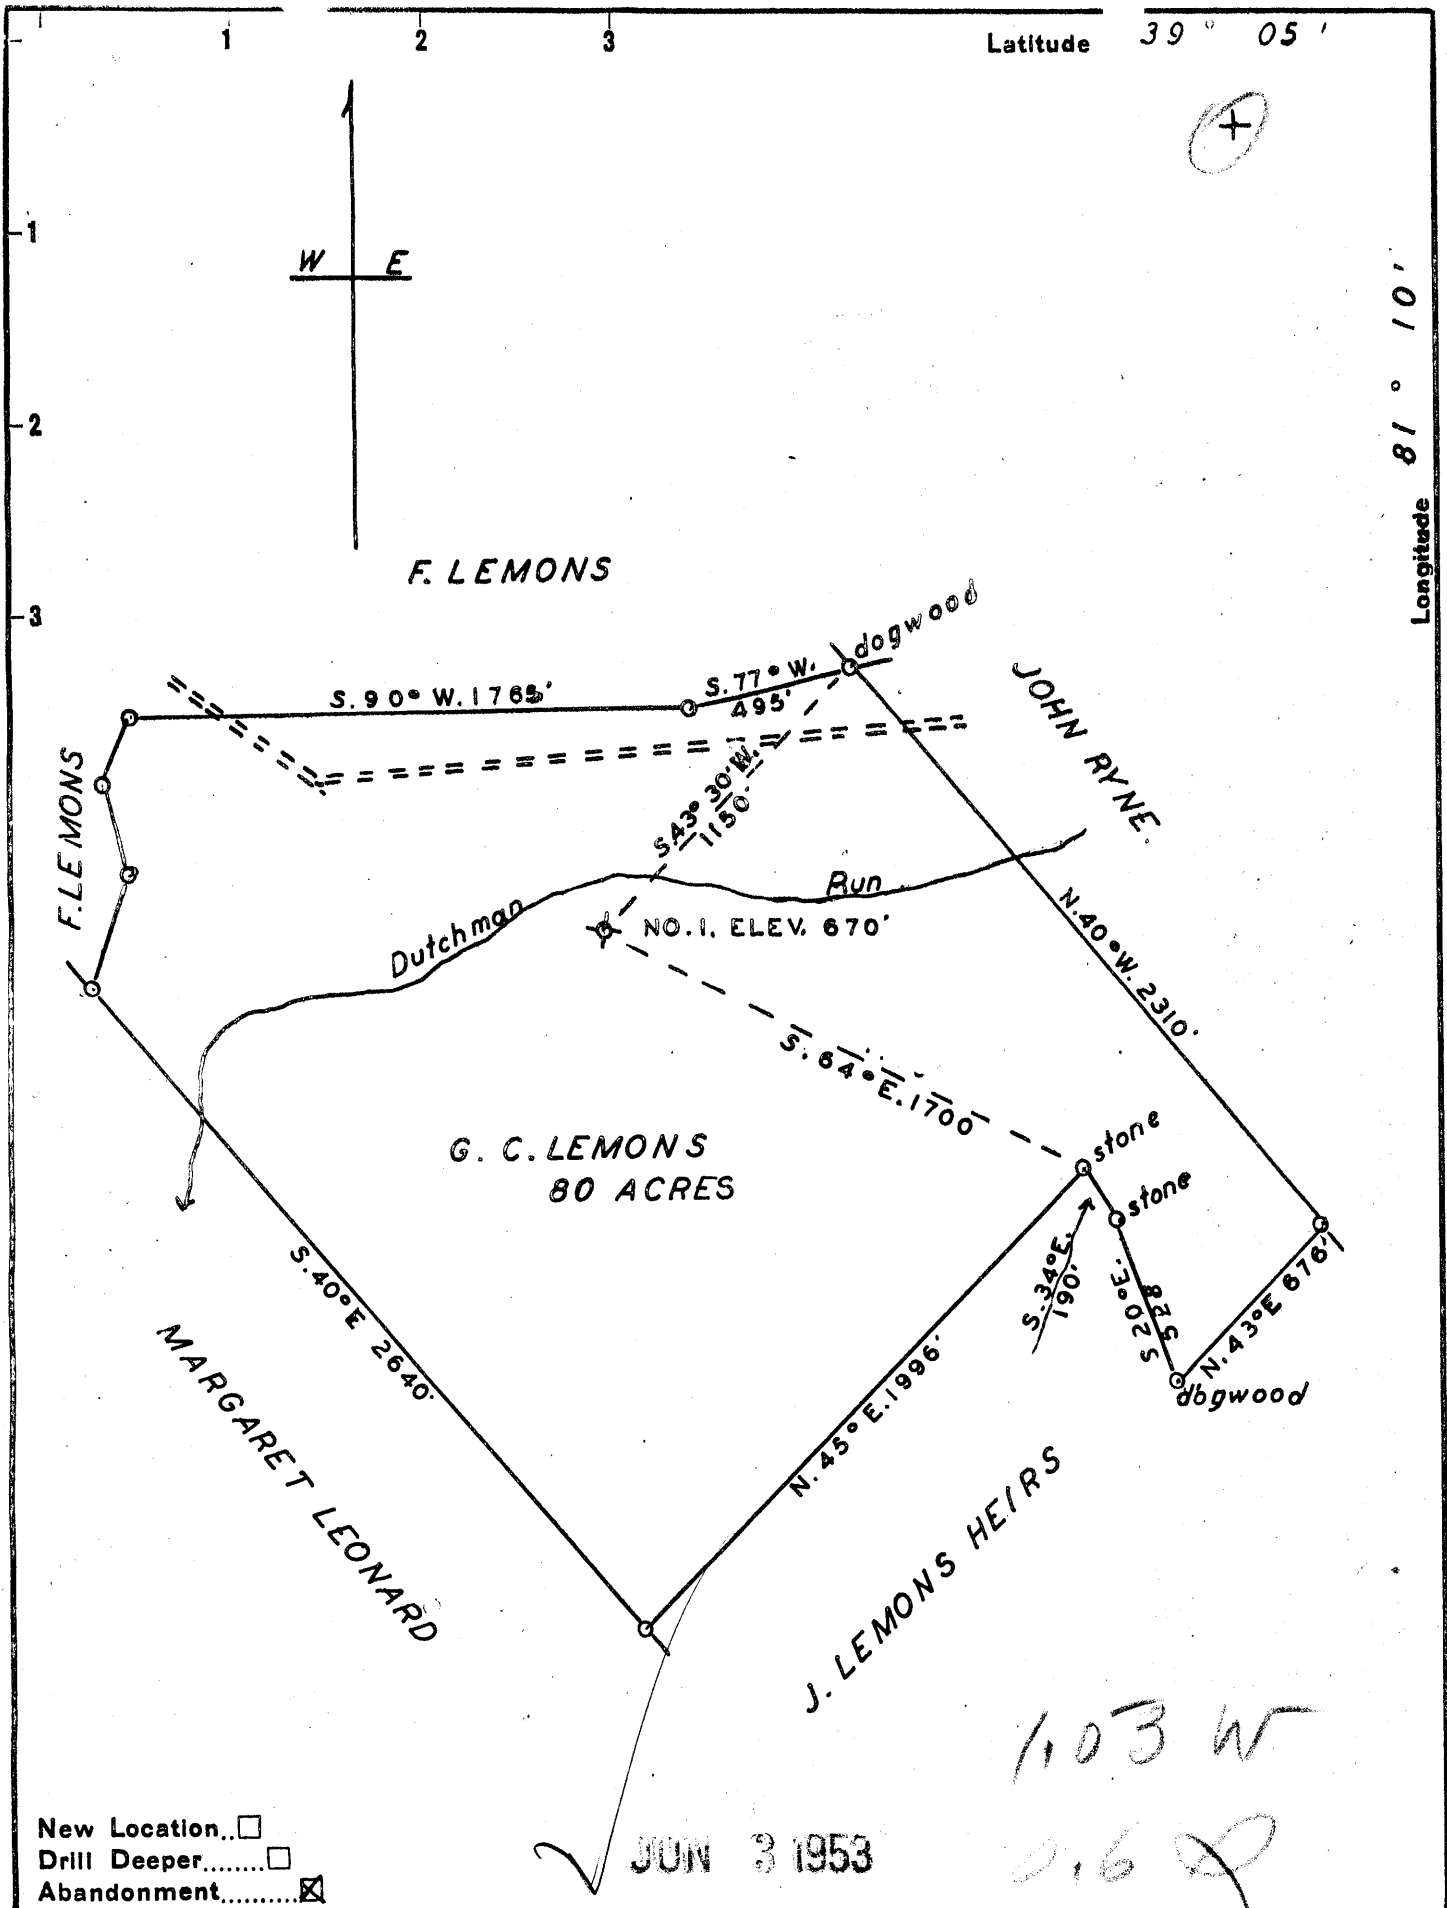 1 2 3 Latitude 39° 05'
1
W E
2
3
Longitude 81° 10'
F. LEMONS
dogwood
S. 77° W.
495'
S. 90° W. 1765'
JOHN RYNE.
F. LEMONS
S 43° 30' W.
1150'
Dutchman Run
NO. 1. ELEV. 670'
N. 40° W. 2310'
S. 64° E. 1700
G. C. LEMONS
80 ACRES
stone
stone
S. 34° E.
190'
S 20° E.
528
N. 43° E 676'
dogwood
S. 40° E 2640'
N. 45° E. 1996'
MARGARET LEONARD
J. LEMONS HEIRS
1.03 W
New Location..☐
Drill Deeper........☐
Abandonment..........☒
JUN 3 1953